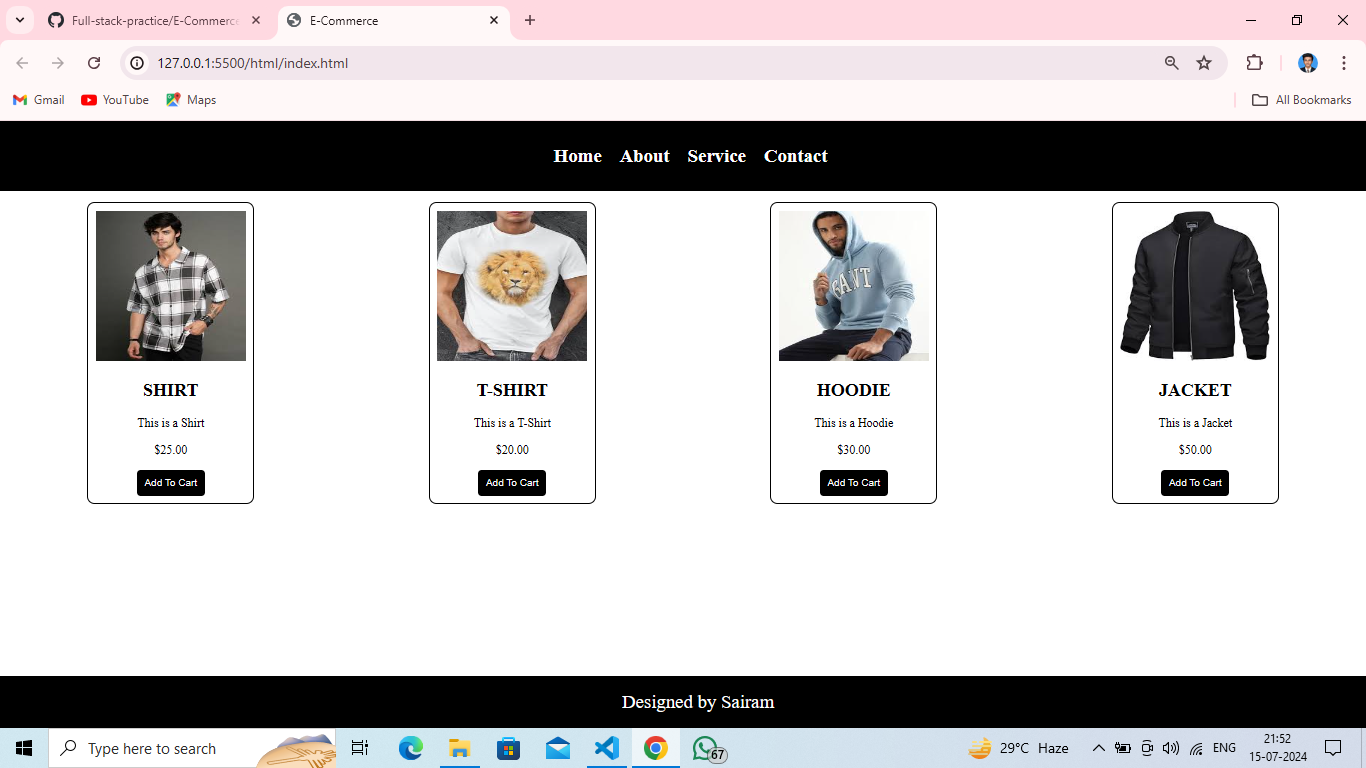 Full-stack-practice/E-Commerce
E-Commerce
127.0.0.1:5500/html/index.html
Gmail
YouTube
Maps
All Bookmarks
Home About Service Contact
GANT
SHIRT
This is a Shirt
$25.00
Add To Cart
T-SHIRT
This is a T-Shirt
$20.00
Add To Cart
HOODIE
This is a Hoodie
$30.00
Add To Cart
JACKET
This is a Jacket
$50.00
Add To Cart
Designed by Sairam
Type here to search
67
29°C Haze
ENG
21:52
15-07-2024